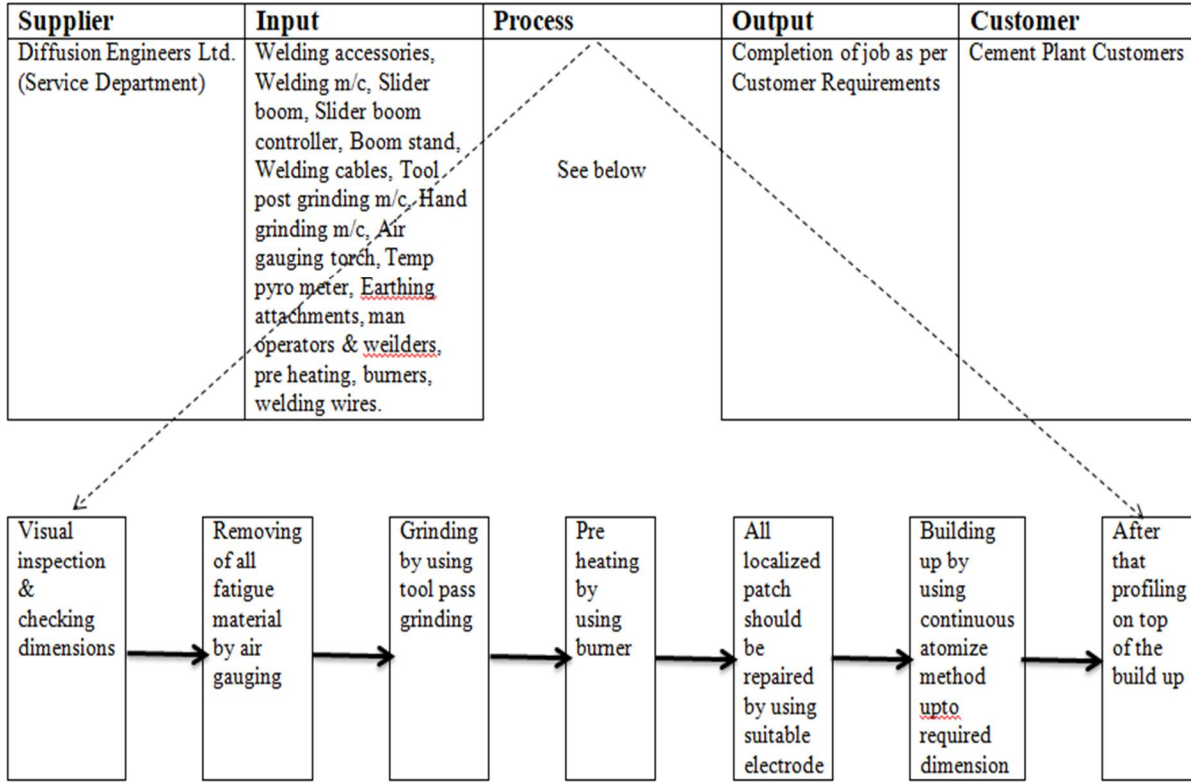 Supplier
Input
Process
Output
Customer
Diffusion Engineers Ltd.
(Service Department)
Welding accessories,
Welding m/c, Slider
boom, Slider boom
controller, Boom stand,
Welding cables, Tool
post grinding m/c, Hand
grinding m/c, Air
gauging torch, Temp
pyro meter, Earthing
attachments, man
operators & weilders,
pre heating, burners,
welding wires.
See below
Completion of job as per
Customer Requirements
Cement Plant Customers
Visual
inspection
&
checking
dimensions
Removing
of all
fatigue
material
by air
gauging
Grinding
by using
tool pass
grinding
Pre
heating
by
using
burner
All
localized
patch
should
be
repaired
by using
suitable
electrode
Building
up by
using
continuous
atomize
method
upto
required
dimension
After
that
profiling
on top
of the
build up